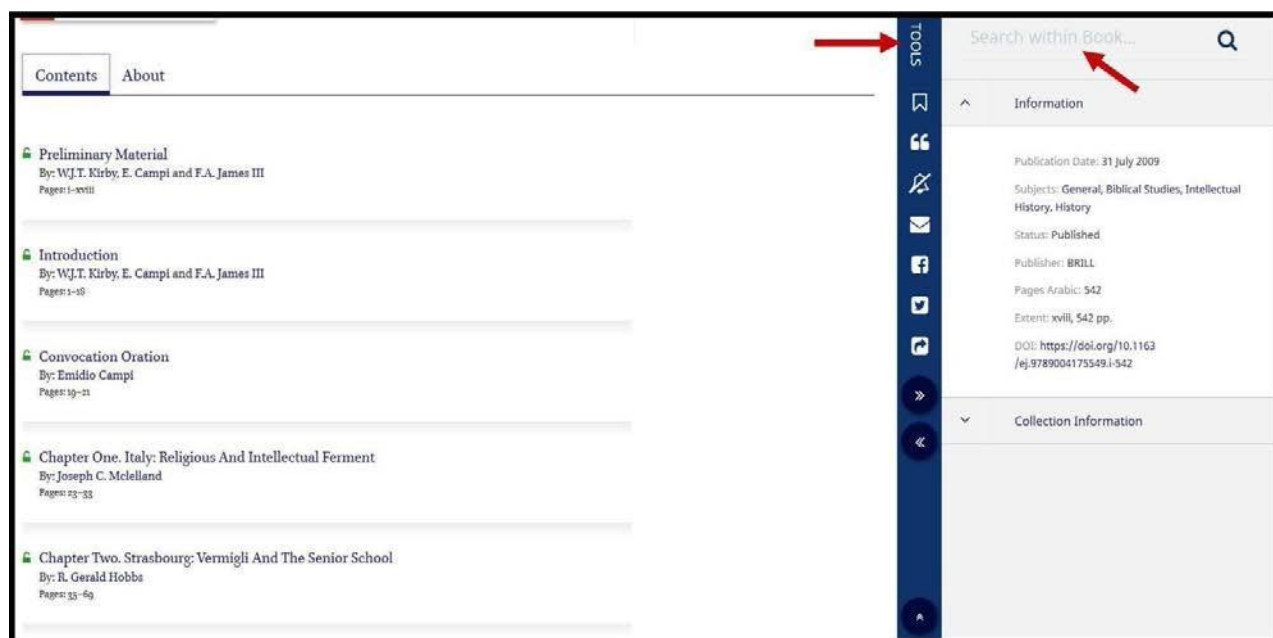 Contents About
Preliminary Material
By: W.J.T. Kirby, E. Campi and F.A. James III
Pages: i–xviii
Introduction
By: W.J.T. Kirby, E. Campi and F.A. James III
Pages: 1–18
Convocation Oration
By: Emidio Campi
Pages: 19–21
Chapter One. Italy: Religious And Intellectual Ferment
By: Joseph C. Mclelland
Pages: 23–33
Chapter Two. Strasbourg: Vermigli And The Senior School
By: R. Gerald Hobbs
Pages: 35–69
TOOLS
Search within Book...
Information
Publication Date: 31 July 2009
Subjects: General, Biblical Studies, Intellectual
History, History
Status: Published
Publisher: BRILL
Pages Arabic: 542
Extent: xviii, 542 pp.
DOI: https://doi.org/10.1163
/ej.9789004175549.i-542
Collection Information